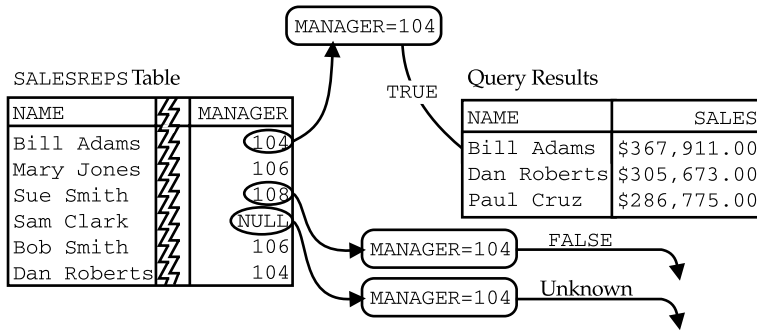 MANAGER=104
SALESREPS Table
NAME MANAGER
Bill Adams 104
Mary Jones 106
Sue Smith 108
Sam Clark NULL
Bob Smith 106
Dan Roberts 104
TRUE
Query Results
NAME SALES
Bill Adams $367,911.00
Dan Roberts $305,673.00
Paul Cruz $286,775.00
MANAGER=104 FALSE
MANAGER=104 Unknown